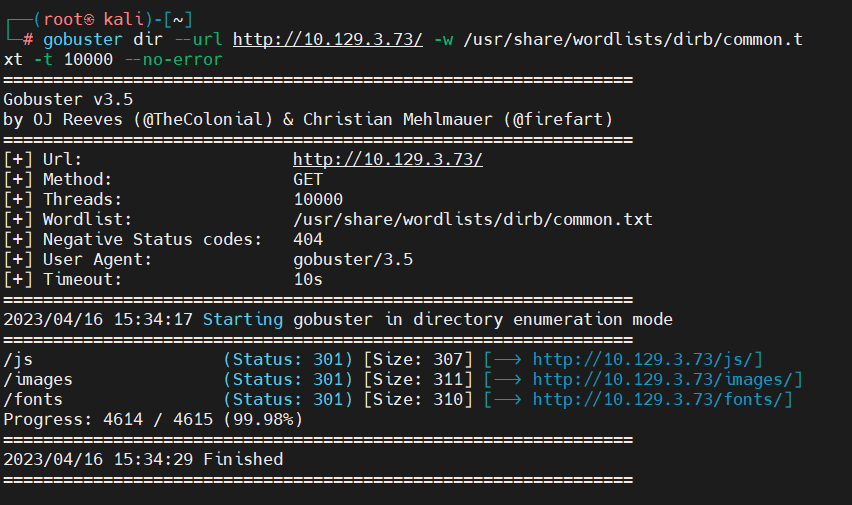 ┌──(root㉿ kali)-[~]
└─# gobuster dir --url http://10.129.3.73/ -w /usr/share/wordlists/dirb/common.t
xt -t 10000 --no-error
===============================================================
Gobuster v3.5
by OJ Reeves (@TheColonial) & Christian Mehlmauer (@firefart)
===============================================================
[+] Url:                     http://10.129.3.73/
[+] Method:                  GET
[+] Threads:                 10000
[+] Wordlist:                /usr/share/wordlists/dirb/common.txt
[+] Negative Status codes:   404
[+] User Agent:              gobuster/3.5
[+] Timeout:                 10s
===============================================================
2023/04/16 15:34:17 Starting gobuster in directory enumeration mode
===============================================================
/js                   (Status: 301) [Size: 307] [--> http://10.129.3.73/js/]
/images               (Status: 301) [Size: 311] [--> http://10.129.3.73/images/]
/fonts                (Status: 301) [Size: 310] [--> http://10.129.3.73/fonts/]
Progress: 4614 / 4615 (99.98%)
===============================================================
2023/04/16 15:34:29 Finished
===============================================================